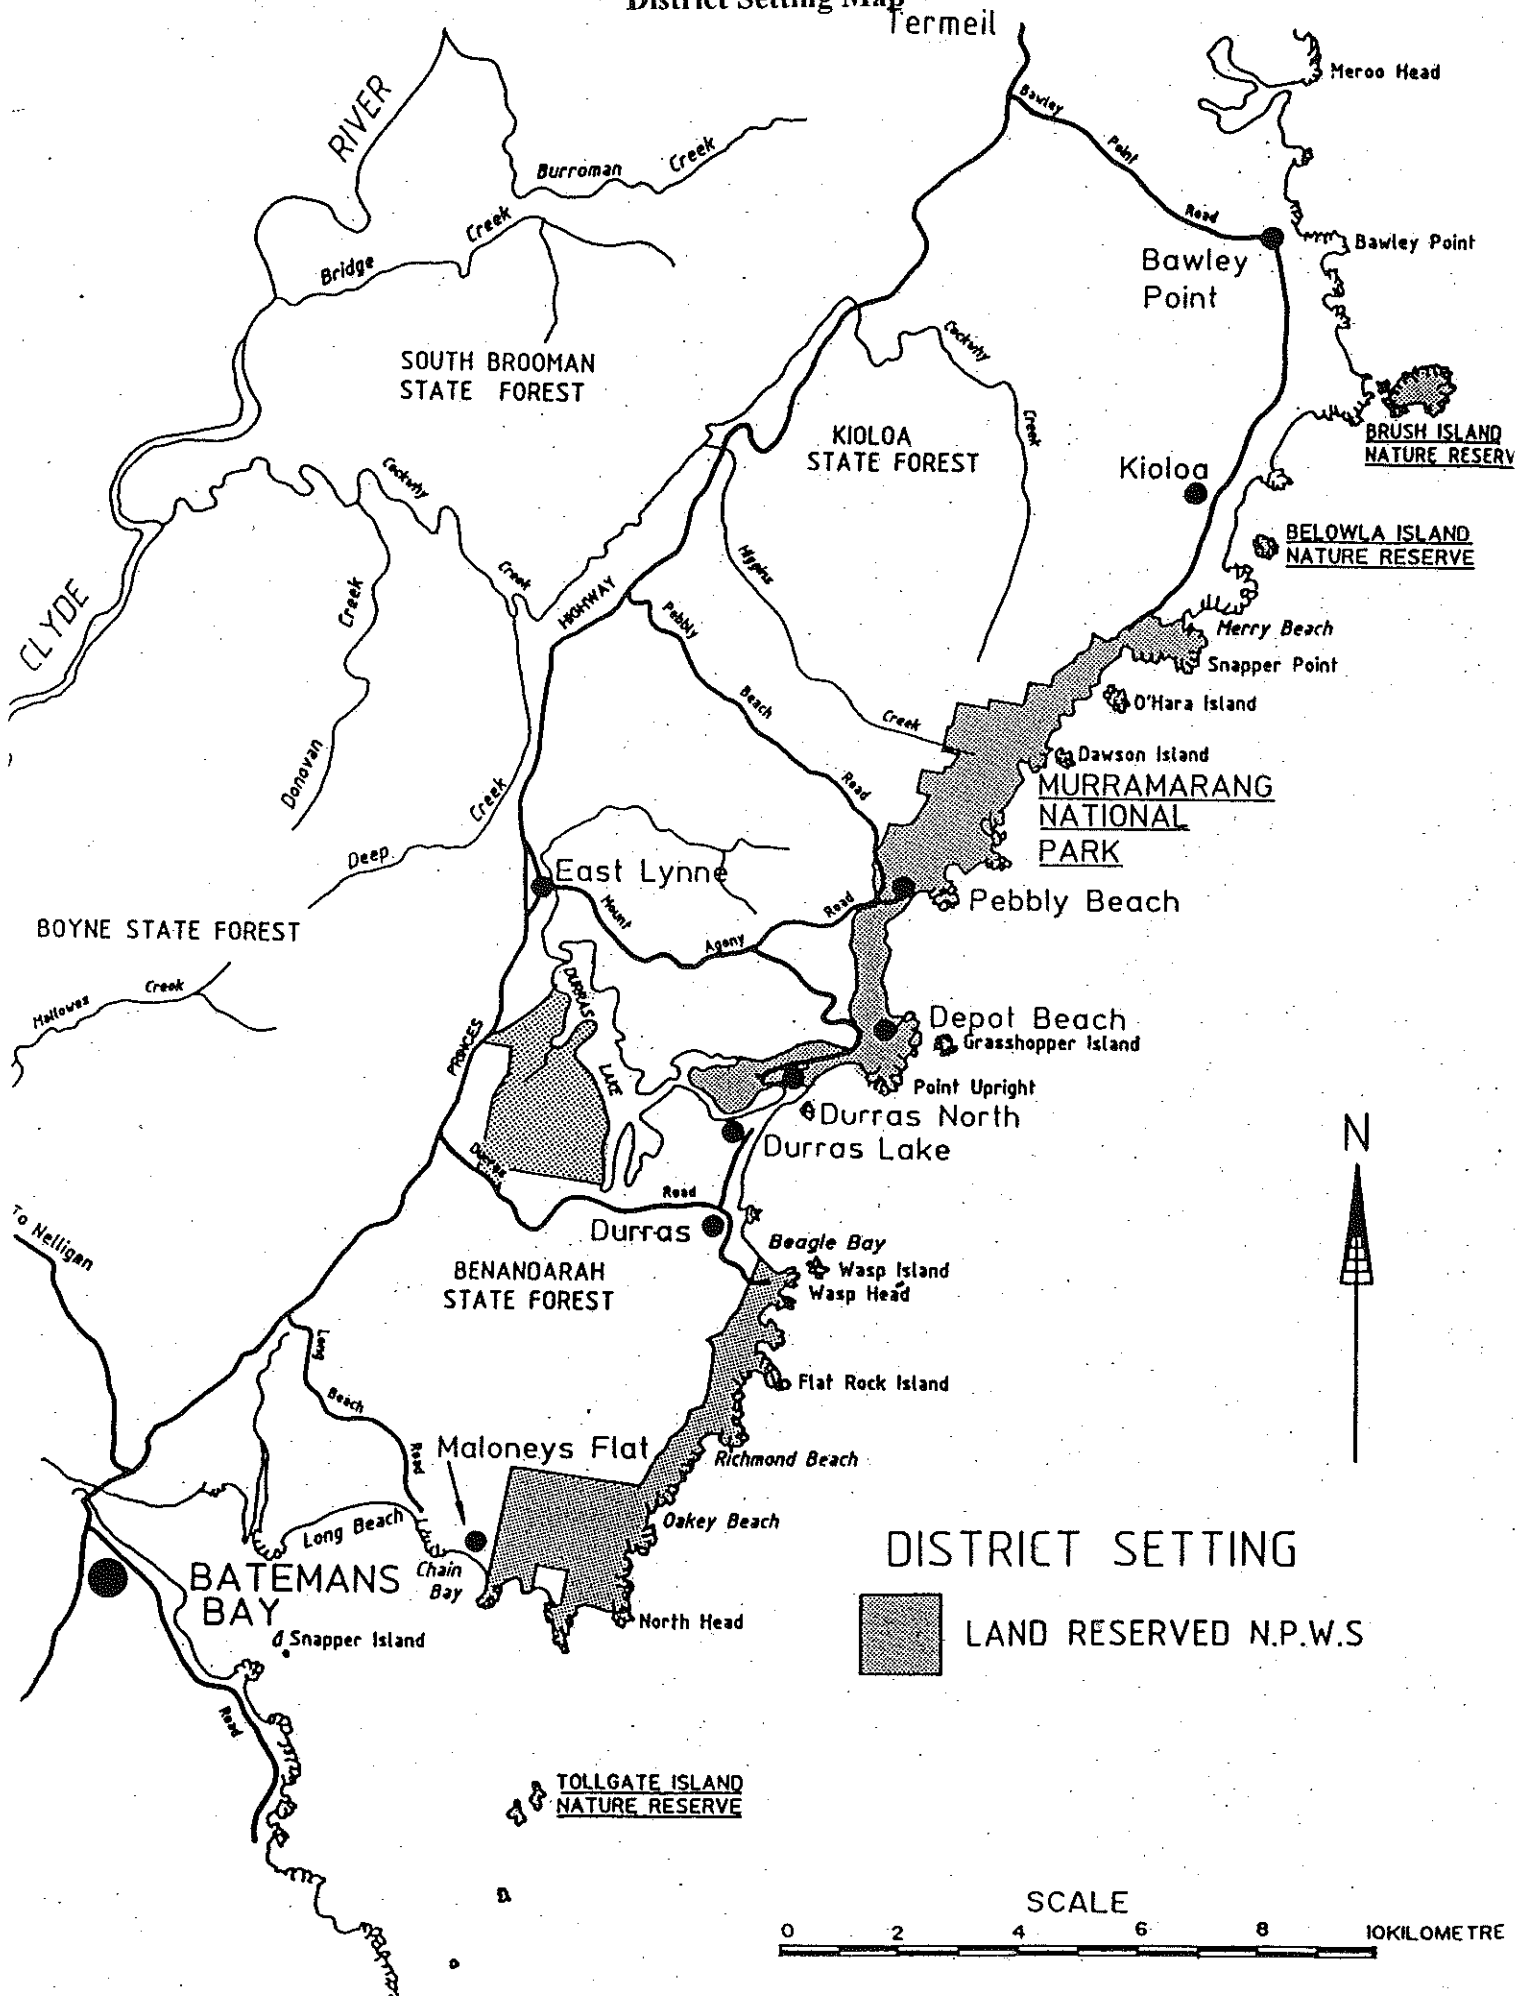 District Setting Map
Termeil
Meroo Head
RIVER
Bawley
Point
Road
Burroman
Creek
Creek
Bridge
Bawley Point
Bawley
Point
SOUTH BROOMAN
STATE FOREST
Cockwhy
Creek
KIOLOA
STATE FOREST
BRUSH ISLAND
NATURE RESERV
Kioloa
Cockwhy
Creek
BELOWLA ISLAND
NATURE RESERVE
CLYDE
Creek
Donovan
HIGHWAY
Higgins
Creek
Pebbly
Beach
Road
Merry Beach
Snapper Point
O'Hara Island
Dawson Island
MURRAMARANG
NATIONAL
PARK
Creek
Deep
East Lynne
Mount
Agony
Road
Pebbly Beach
BOYNE STATE FOREST
Mallowes
Creek
DURRAS
LAKE
PRINCES
Depot Beach
Grasshopper Island
Point Upright
Durras North
Durras Lake
N
Durras
Road
Durras
To Nelligen
Beagle Bay
Wasp Island
Wasp Head
BENANDARAH
STATE FOREST
Long
Beach
Road
Flat Rock Island
Maloneys Flat
Richmond Beach
Long Beach
Oakey Beach
Chain
Bay
BATEMANS
BAY
North Head
Snapper Island
Road
DISTRICT SETTING
LAND RESERVED N.P.W.S
TOLLGATE ISLAND
NATURE RESERVE
SCALE
0 2 4 6 8 10KILOMETRE